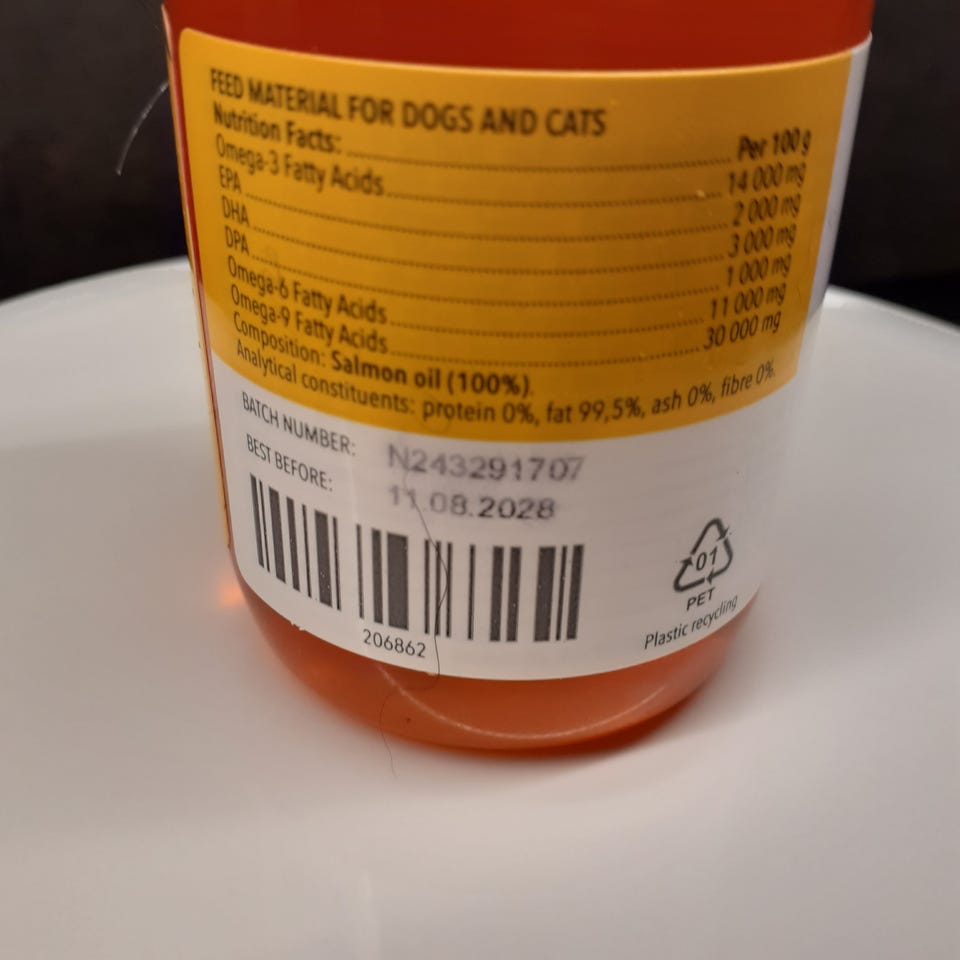 FEED MATERIAL FOR DOGS AND CATS
Nutrition Facts: Per 100 g
Omega-3 Fatty Acids 14 000 mg
EPA 2 000 mg
DHA 3 000 mg
DPA 1 000 mg
Omega-6 Fatty Acids 11 000 mg
Omega-9 Fatty Acids 30 000 mg
Composition: Salmon oil (100%).
Analytical constituents: protein 0%, fat 99,5%, ash 0%, fibre 0%.
BATCH NUMBER: N243291707
BEST BEFORE: 11.08.2028
206862
01
PET
Plastic recycling